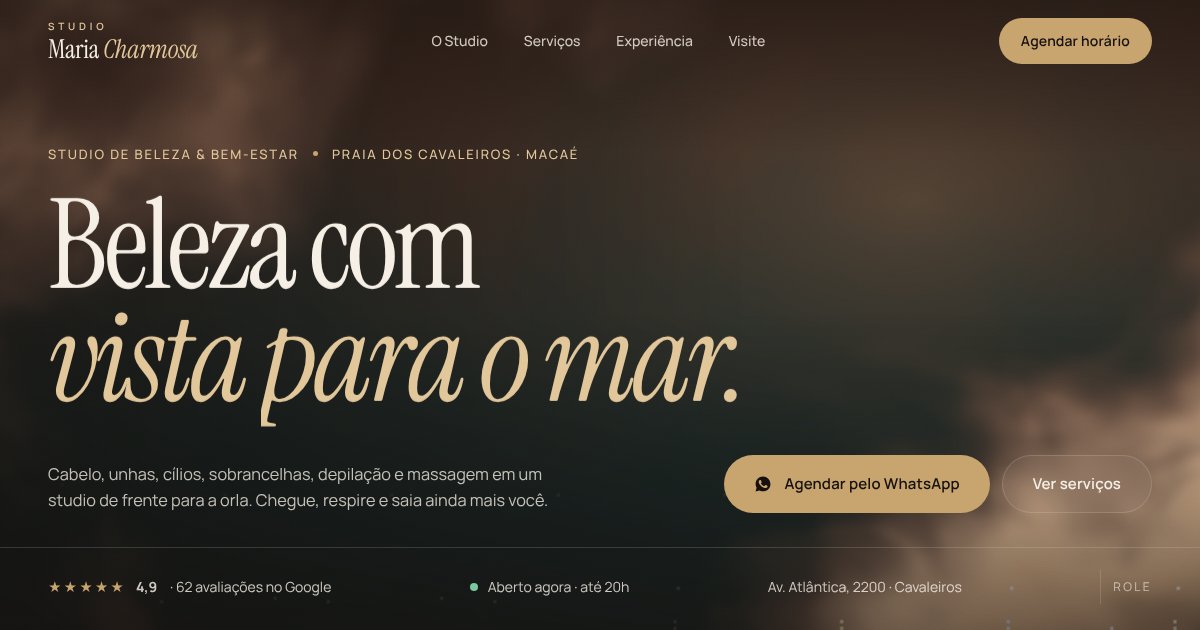 STUDIO
Maria Charmosa
O Studio
Serviços
Experiência
Visite
Agendar horário
STUDIO DE BELEZA & BEM-ESTAR • PRAIA DOS CAVALEIROS · MACAÉ
Beleza com
vista para o mar.
Cabelo, unhas, cílios, sobrancelhas, depilação e massagem em um
studio de frente para a orla. Chegue, respire e saia ainda mais você.
Agendar pelo WhatsApp
Ver serviços
★★★★★ 4,9 · 62 avaliações no Google
Aberto agora · até 20h
Av. Atlântica, 2200 · Cavaleiros
ROLE